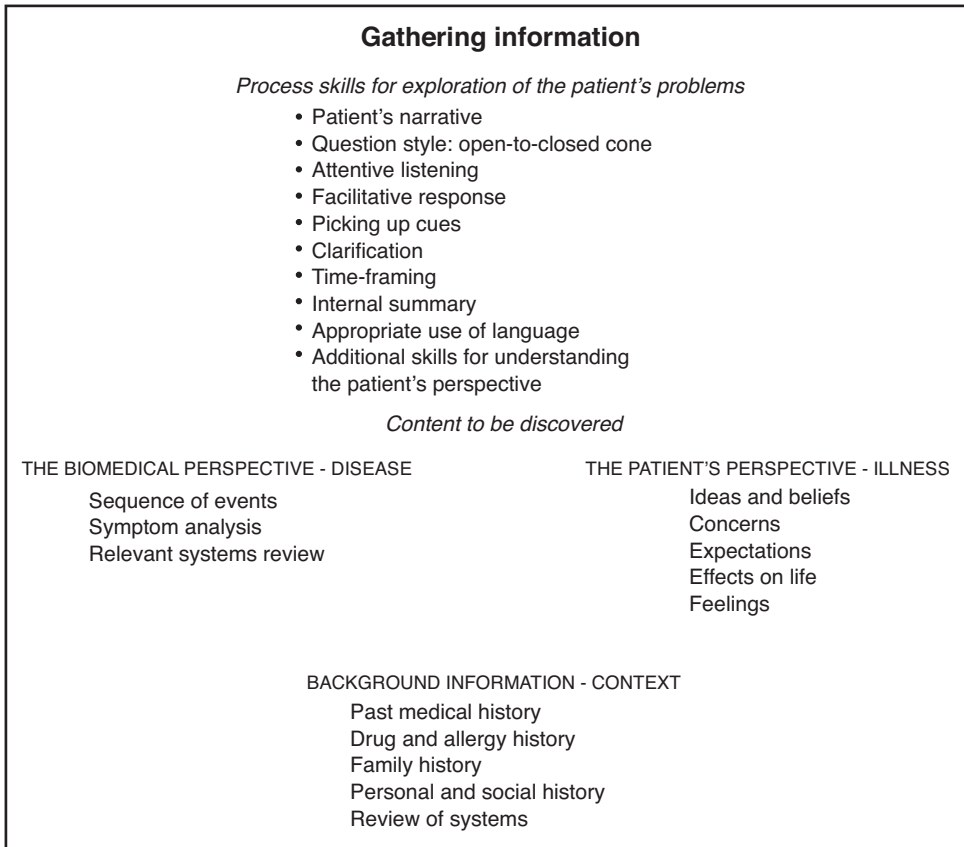 Gathering information
Process skills for exploration of the patient's problems
• Patient's narrative
• Question style: open-to-closed cone
• Attentive listening
• Facilitative response
• Picking up cues
• Clarification
• Time-framing
• Internal summary
• Appropriate use of language
• Additional skills for understanding
the patient's perspective
Content to be discovered
THE BIOMEDICAL PERSPECTIVE - DISEASE
Sequence of events
Symptom analysis
Relevant systems review
THE PATIENT'S PERSPECTIVE - ILLNESS
Ideas and beliefs
Concerns
Expectations
Effects on life
Feelings
BACKGROUND INFORMATION - CONTEXT
Past medical history
Drug and allergy history
Family history
Personal and social history
Review of systems